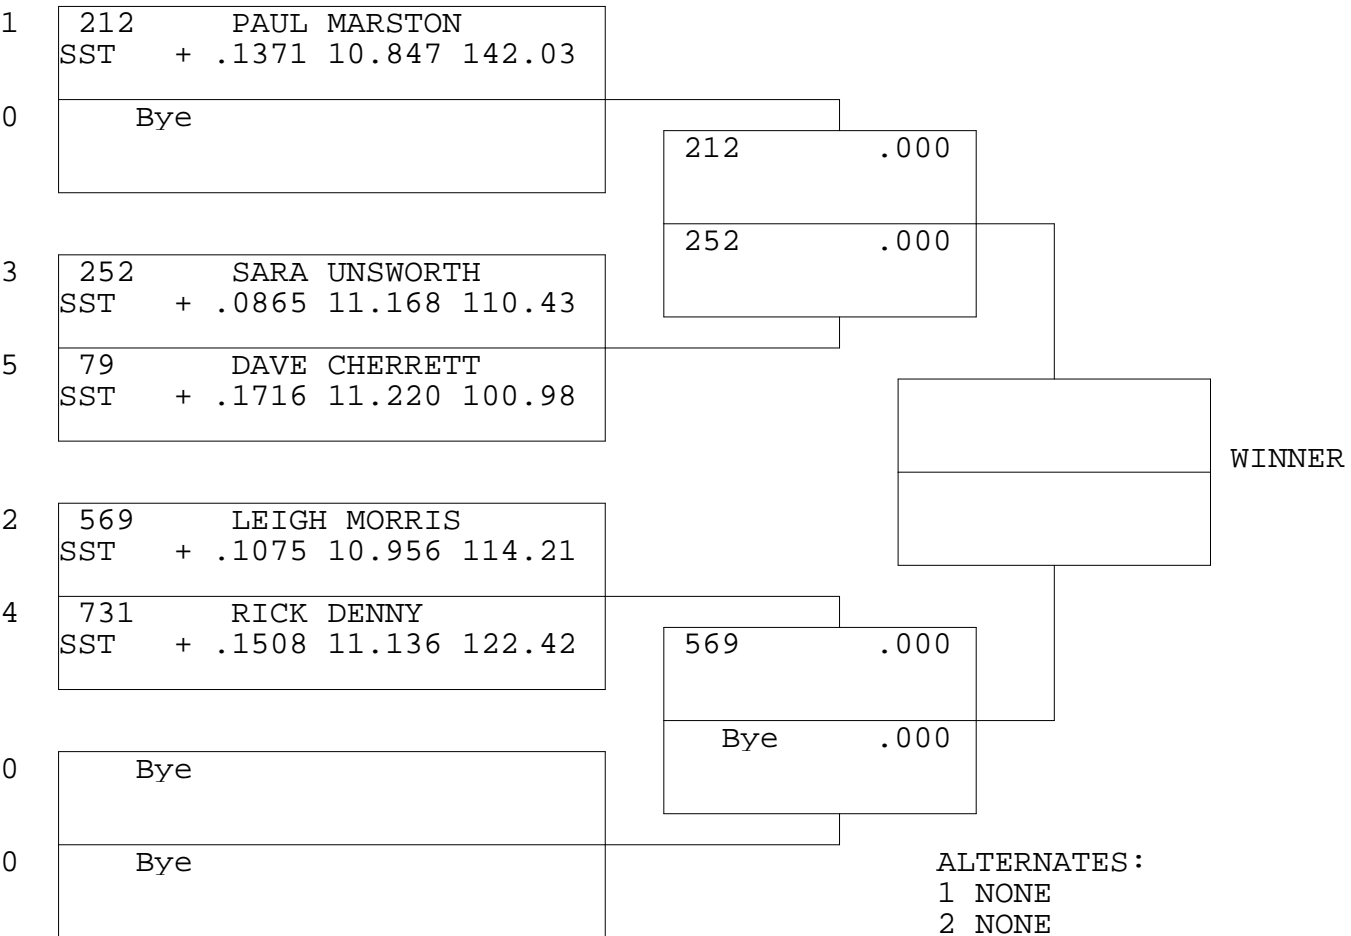 1 212 PAUL MARSTON
SST + .1371 10.847 142.03
0 Bye
212 .000
252 .000
3 252 SARA UNSWORTH
SST + .0865 11.168 110.43
5 79 DAVE CHERRETT
SST + .1716 11.220 100.98
WINNER
2 569 LEIGH MORRIS
SST + .1075 10.956 114.21
4 731 RICK DENNY
SST + .1508 11.136 122.42
569 .000
Bye .000
0 Bye
0 Bye
ALTERNATES:
1 NONE
2 NONE